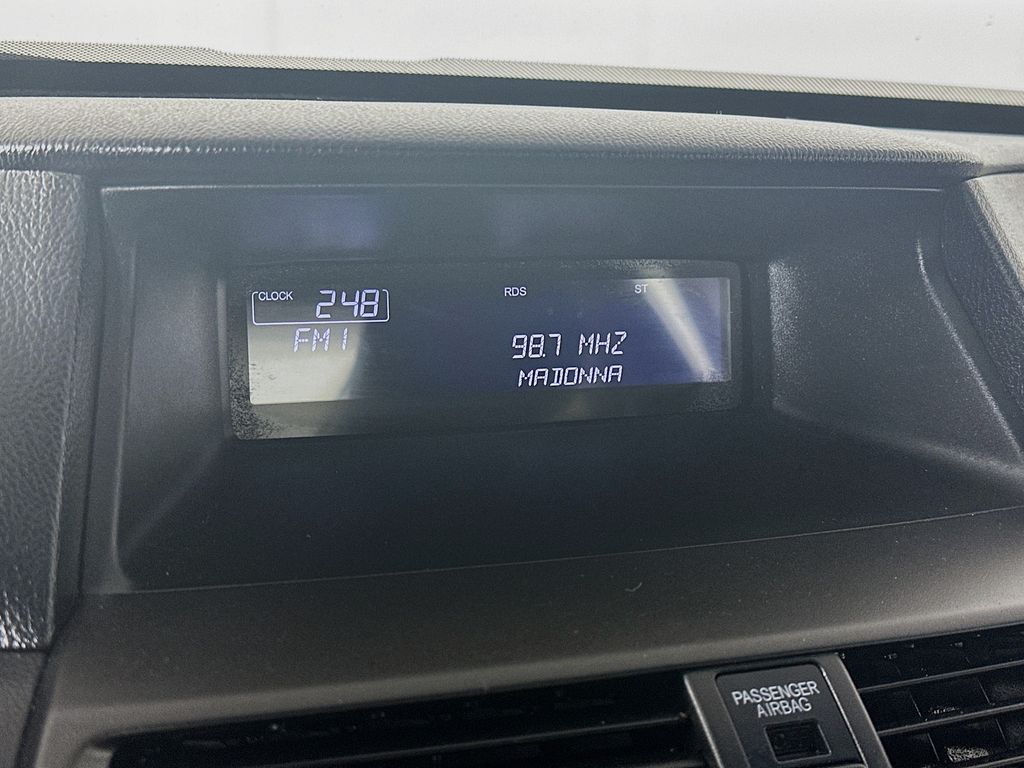 CLOCK 248 RDS ST
FM1
98.7 MHZ
MADONNA
PASSENGER
AIRBAG